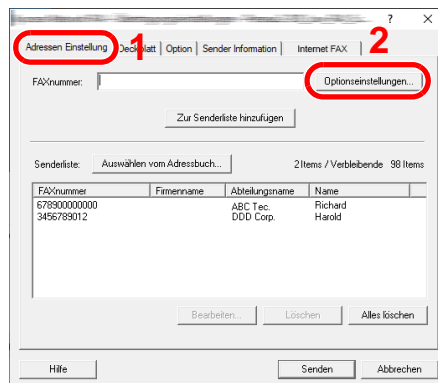 ? X
Adressen Einstellung Deckblatt Option Sender Information Internet FAX
1 2
FAXnummer: Optionseinstellungen...
Zur Senderliste hinzufügen
Senderliste: Auswählen vom Adressbuch... 2 Items / Verbleibende 98 Items
FAXnummer Firmenname Abteilungsname Name
678900000000 ABC Tec. Richard
3456789012 DDD Corp. Harold
Bearbeiten... Löschen Alles löschen
Hilfe Senden Abbrechen